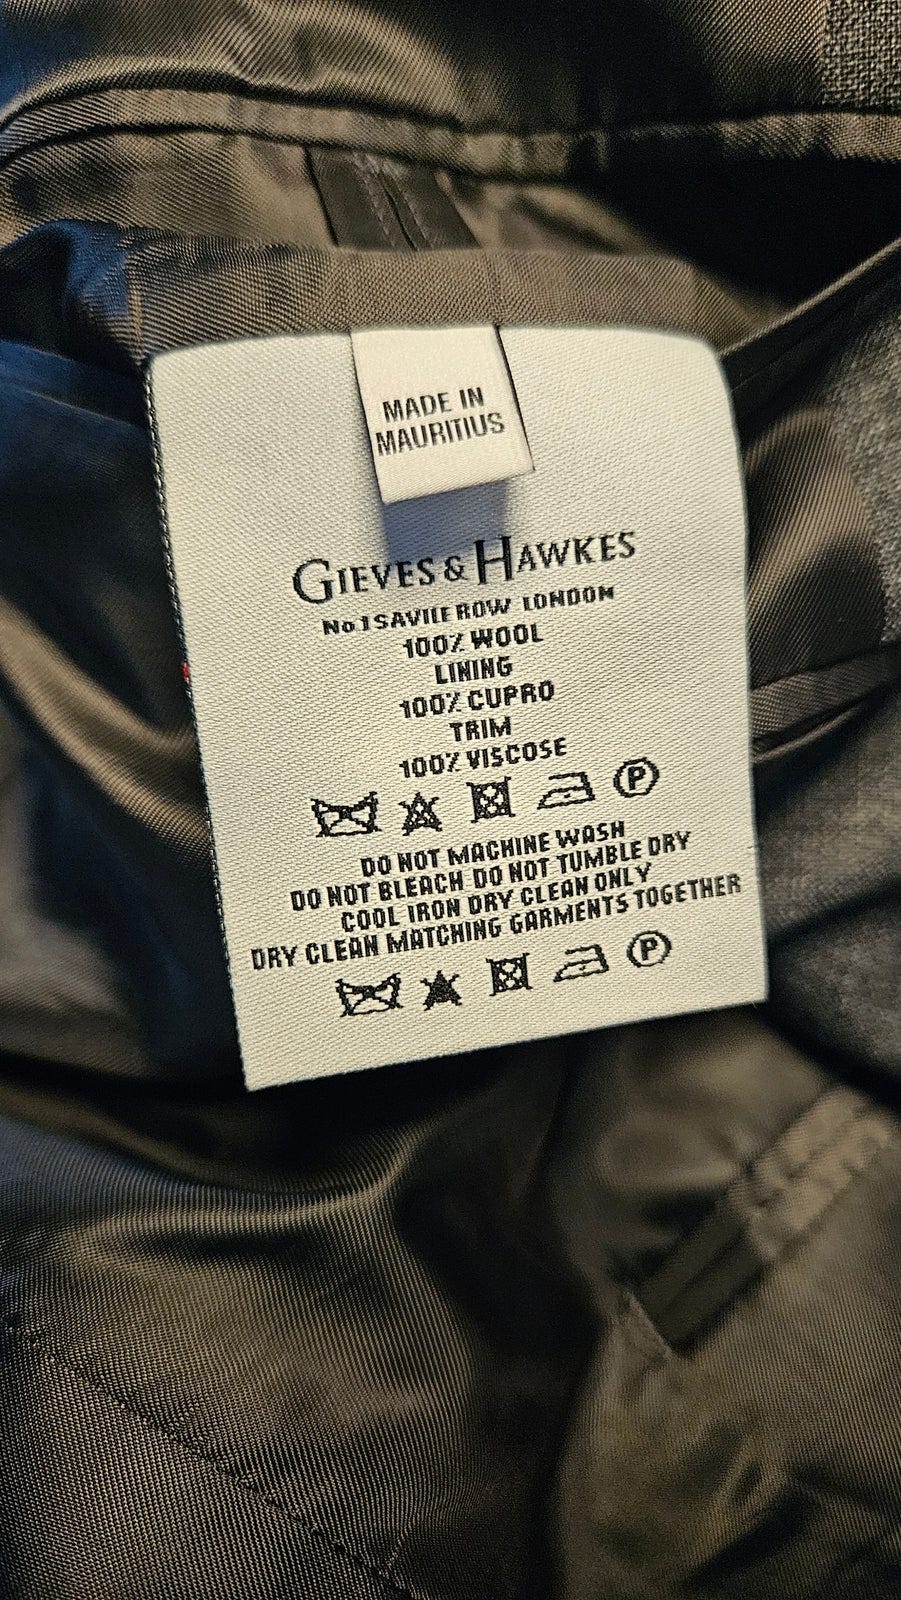 MADE IN
MAURITIUS
GIEVES & HAWKES
No 1 SAVILE ROW LONDON
100% WOOL
LINING
100% CUPRO
TRIM
100% VISCOSE
P
DO NOT MACHINE WASH
DO NOT BLEACH DO NOT TUMBLE DRY
COOL IRON DRY CLEAN ONLY
DRY CLEAN MATCHING GARMENTS TOGETHER
P